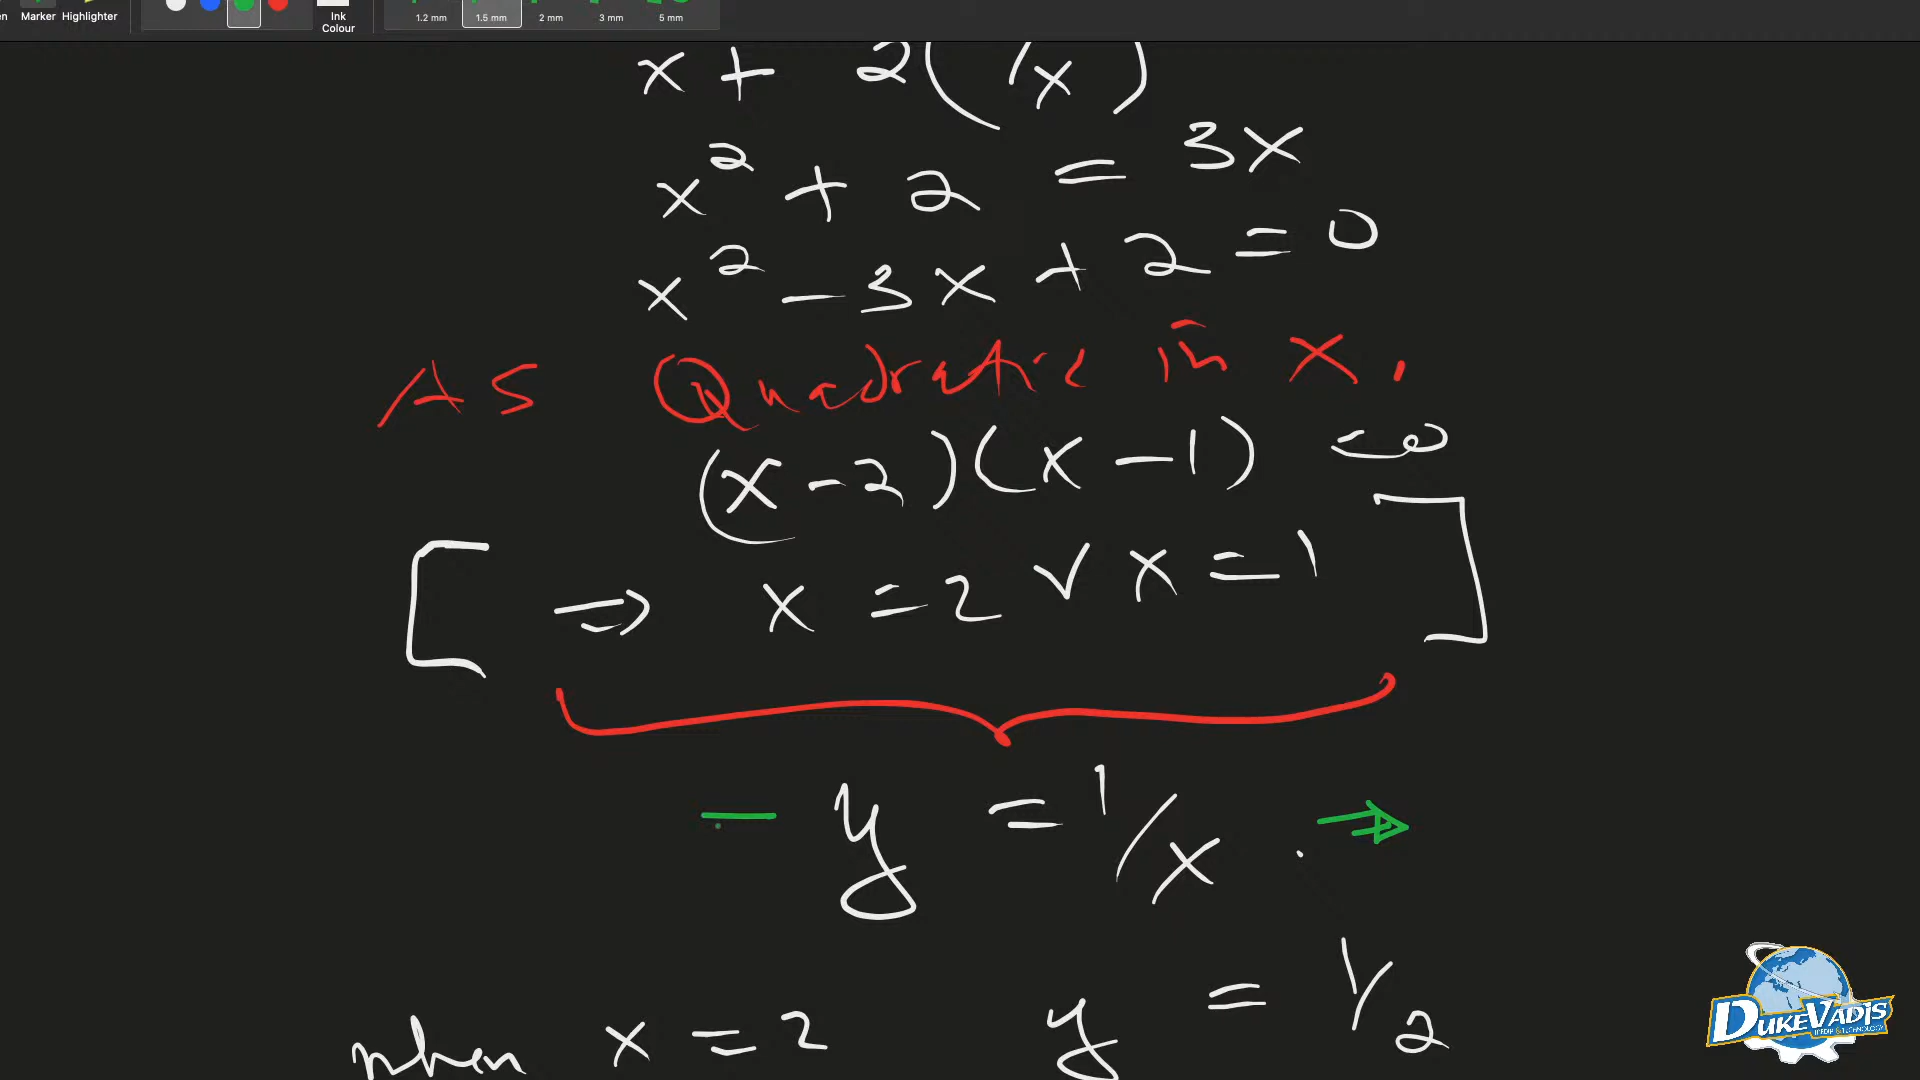 Marker Highlighter Ink Colour 1.2 mm 1.5 mm 2 mm 3 mm 5 mm
x + 2(1/x)
x² + 2 = 3x
x² - 3x + 2 = 0
As Quadratic in x.
(x - 2)(x - 1) = 0
[ ⇒ x = 2 ∨ x = 1 ]
y = 1/x ⇒
when x = 2 y = 1/2
DUKEVADIS
MEDIA & TECHNOLOGY